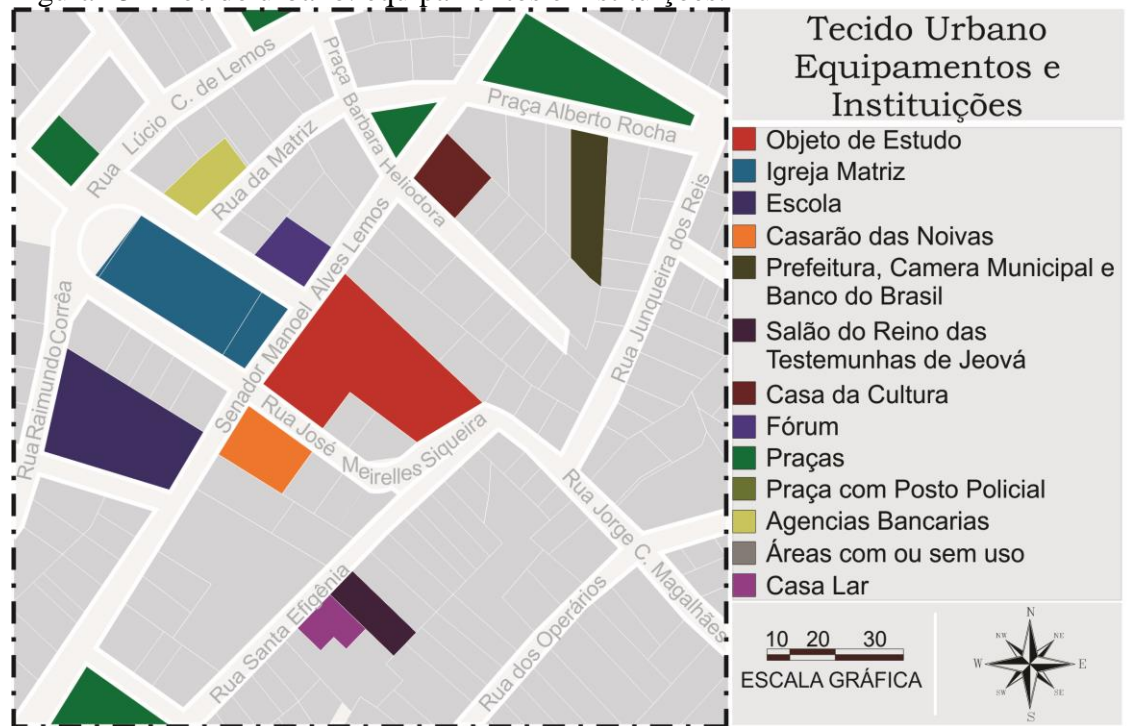 Tecido Urbano
Equipamentos e
Instituições
Objeto de Estudo
Igreja Matriz
Escola
Casarão das Noivas
Prefeitura, Camera Municipal e
Banco do Brasil
Salão do Reino das
Testemunhas de Jeová
Casa da Cultura
Fórum
Praças
Praça com Posto Policial
Agencias Bancarias
Áreas com ou sem uso
Casa Lar
10 20 30
ESCALA GRÁFICA
N
NE
E
SE
S
SW
W
NW
Rua Lúcio C. de Lemos
Praça Barbara Heliodora
Praça Alberto Rocha
Rua da Matriz
Senador Manoel Alves Lemos
Rua Junqueira dos Reis
Rua Raimundo Corrêa
Rua José Meirelles Siqueira
Rua Jorge C. Magalhães
Rua Santa Efigênia
Rua dos Operários